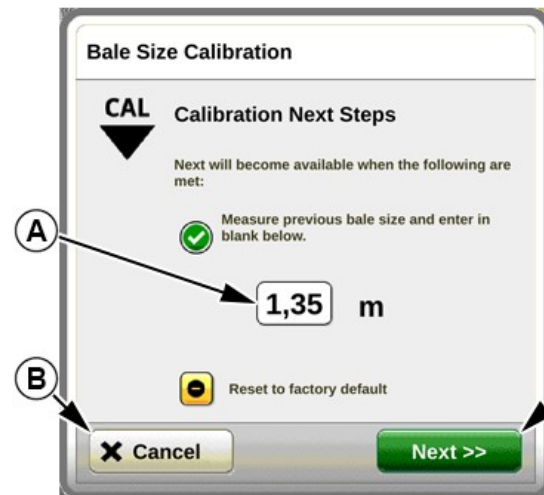 Bale Size Calibration
CAL
Calibration Next Steps
Next will become available when the following are
met:
Measure previous bale size and enter in
blank below.
A
1,35 m
B
Reset to factory default
Cancel
Next >>